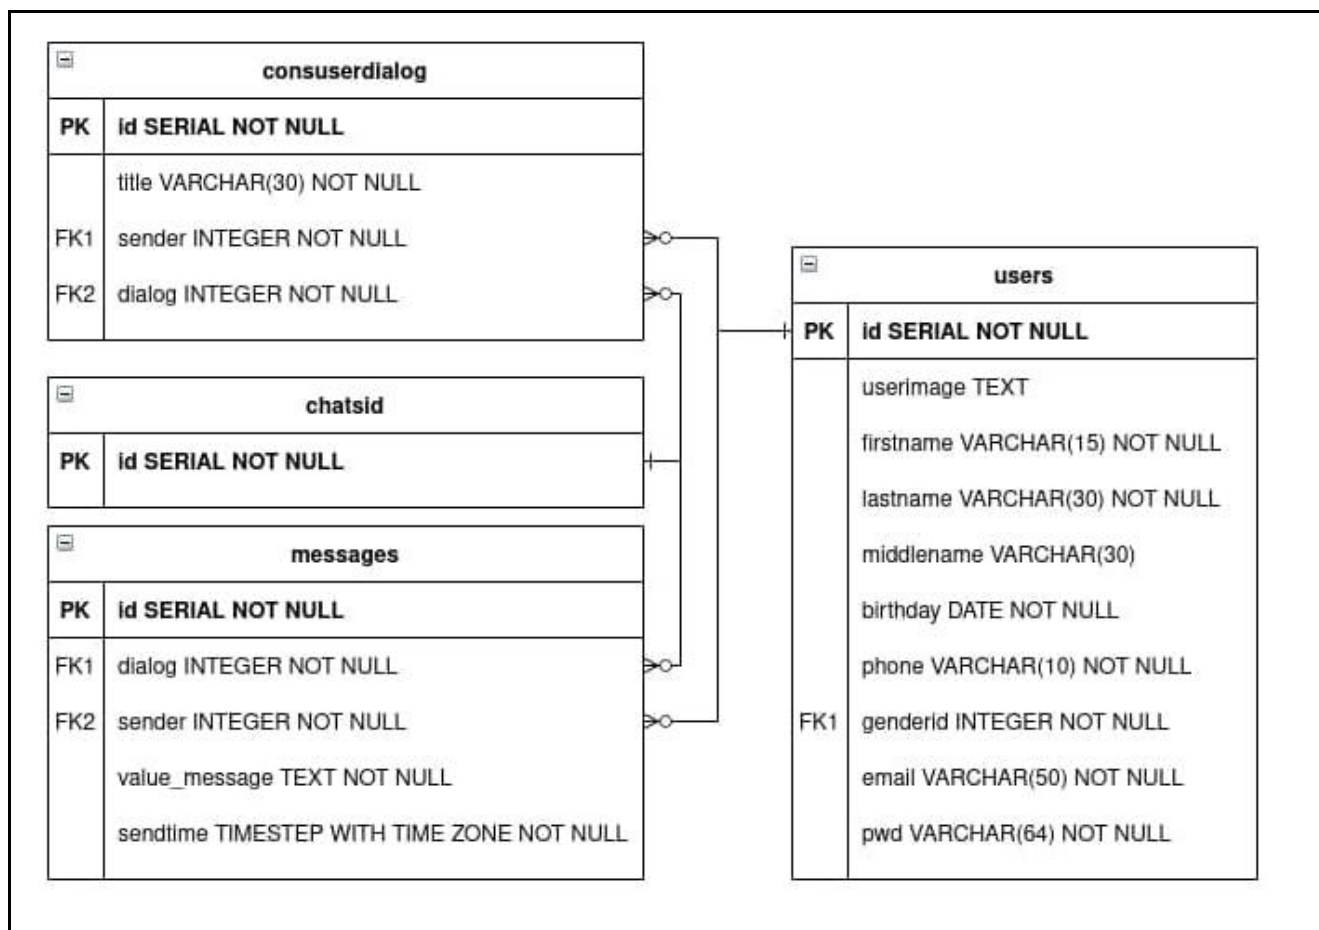 consuserdialog
PK id SERIAL NOT NULL
title VARCHAR(30) NOT NULL
FK1 sender INTEGER NOT NULL
FK2 dialog INTEGER NOT NULL
chatsid
PK id SERIAL NOT NULL
messages
PK id SERIAL NOT NULL
FK1 dialog INTEGER NOT NULL
FK2 sender INTEGER NOT NULL
value_message TEXT NOT NULL
sendtime TIMESTEP WITH TIME ZONE NOT NULL
users
PK id SERIAL NOT NULL
userimage TEXT
firstname VARCHAR(15) NOT NULL
lastname VARCHAR(30) NOT NULL
middlename VARCHAR(30)
birthday DATE NOT NULL
phone VARCHAR(10) NOT NULL
FK1 genderid INTEGER NOT NULL
email VARCHAR(50) NOT NULL
pwd VARCHAR(64) NOT NULL